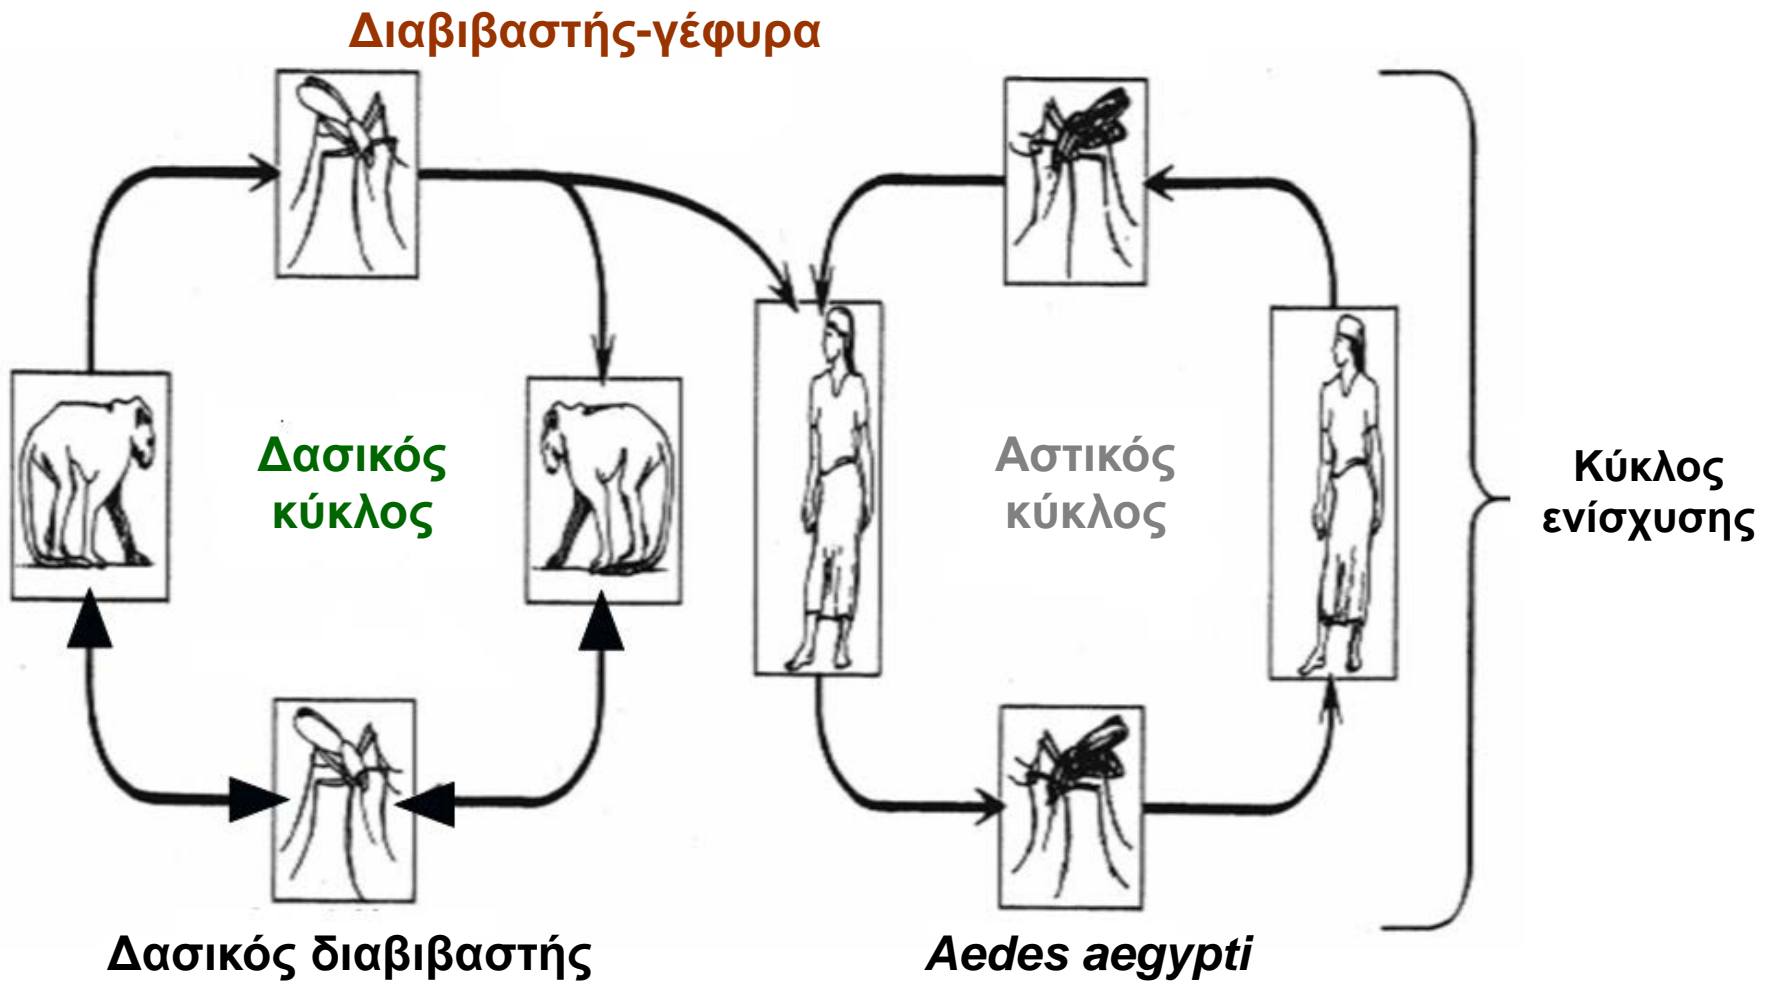 Διαβιβαστής-γέφυρα
Δασικός
κύκλος
Αστικός
κύκλος
Κύκλος
ενίσχυσης
Δασικός διαβιβαστής
Aedes aegypti